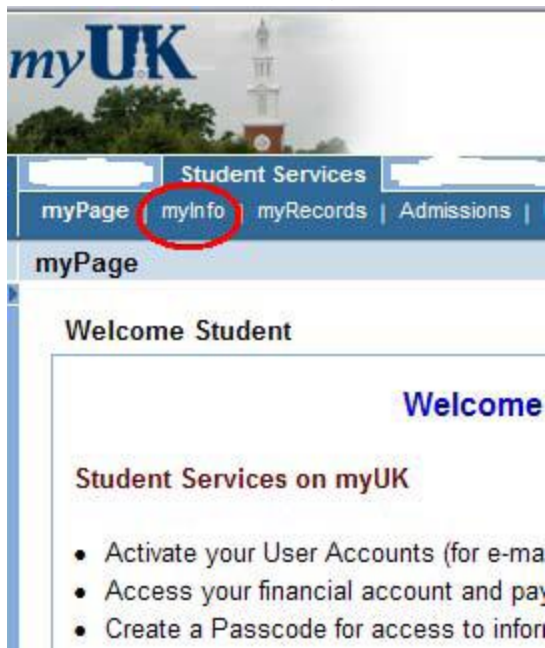 myUK
Student Services
myPage | myInfo | myRecords | Admissions |
myPage
Welcome Student
Welcome
Student Services on myUK
• Activate your User Accounts (for e-ma
• Access your financial account and pay
• Create a Passcode for access to infor